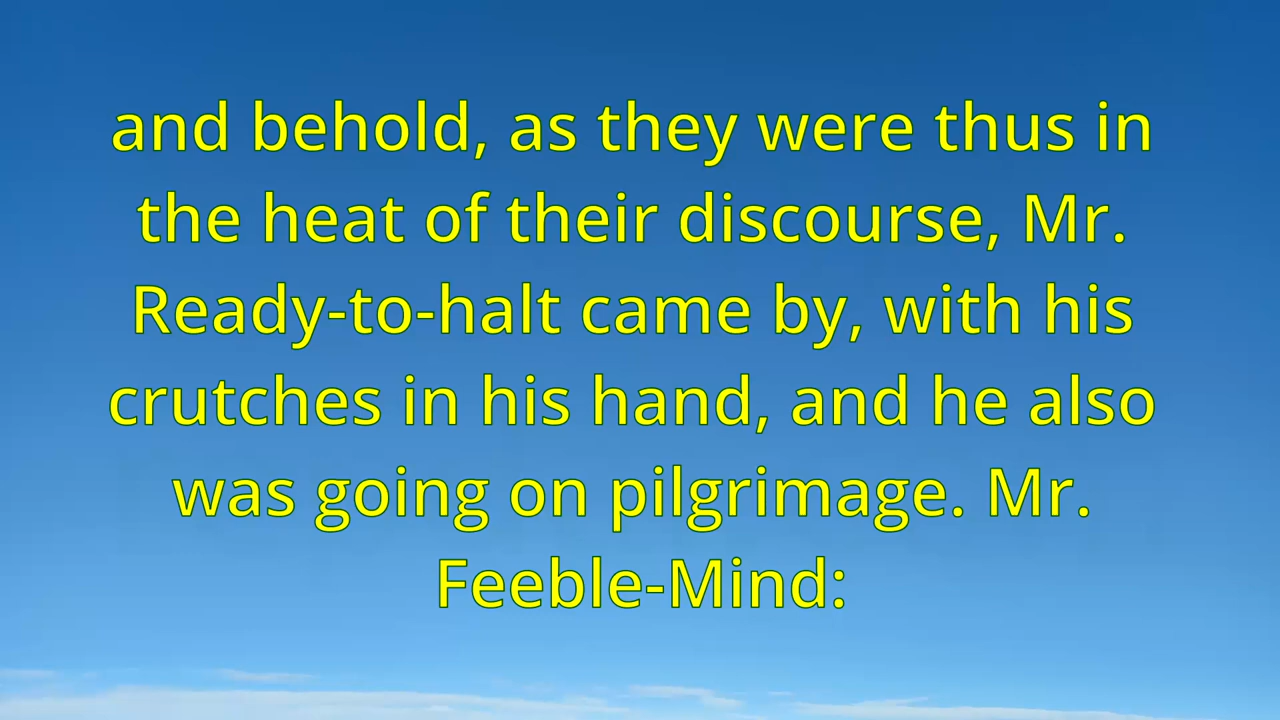 and behold, as they were thus in
the heat of their discourse, Mr.
Ready-to-halt came by, with his
crutches in his hand, and he also
was going on pilgrimage. Mr.
Feeble-Mind: